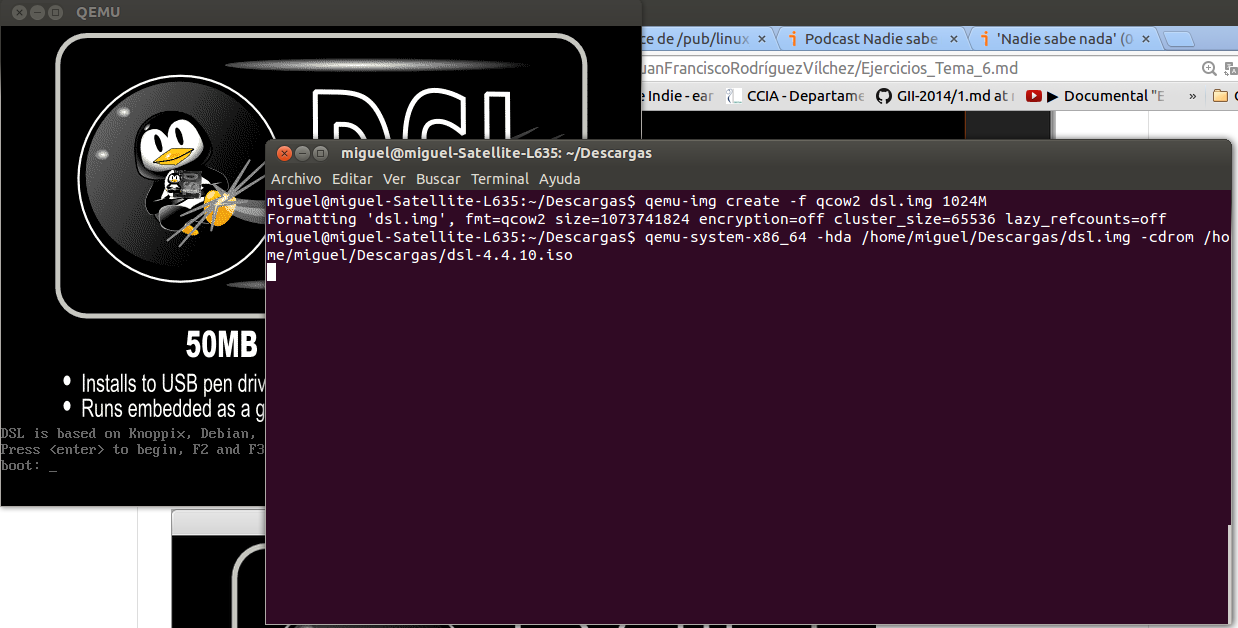 QEMU
ce de /pub/linux
Podcast Nadie sabe
'Nadie sabe nada' (0
uanFranciscoRodríguezVílchez/Ejercicios_Tema_6.md
e Indie - ear
CCIA - Departame
GII-2014/1.md at
▶ Documental "E
»
DSL
miguel@miguel-Satellite-L635: ~/Descargas
Archivo Editar Ver Buscar Terminal Ayuda
miguel@miguel-Satellite-L635:~/Descargas$ qemu-img create -f qcow2 dsl.img 1024M
Formatting 'dsl.img', fmt=qcow2 size=1073741824 encryption=off cluster_size=65536 lazy_refcounts=off
miguel@miguel-Satellite-L635:~/Descargas$ qemu-system-x86_64 -hda /home/miguel/Descargas/dsl.img -cdrom /ho
me/miguel/Descargas/dsl-4.4.10.iso
50MB
• Installs to USB pen driv
• Runs embedded as a g
DSL is based on Knoppix, Debian,
Press <enter> to begin, F2 and F3
boot: _